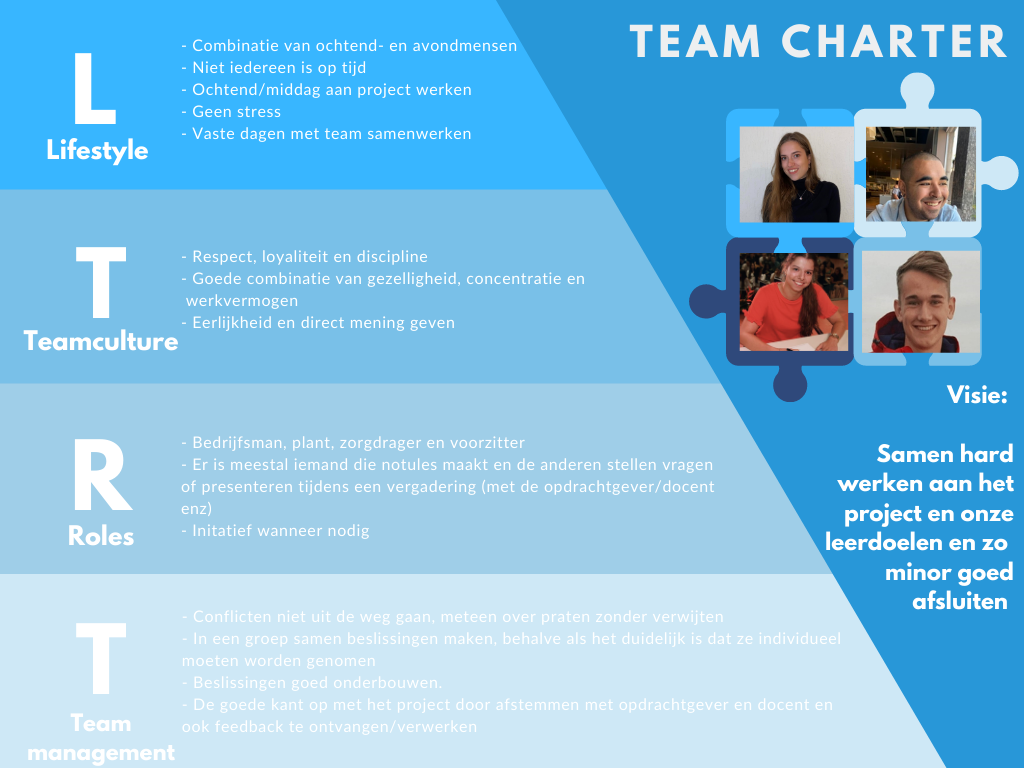 TEAM CHARTER
L
Lifestyle
- Combinatie van ochtend- en avondmensen
- Niet iedereen is op tijd
- Ochtend/middag aan project werken
- Geen stress
- Vaste dagen met team samenwerken
T
Teamculture
- Respect, loyaliteit en discipline
- Goede combinatie van gezelligheid, concentratie en
werkvermogen
- Eerlijkheid en direct mening geven
R
Roles
- Bedrijfsman, plant, zorgdrager en voorzitter
- Er is meestal iemand die notules maakt en de anderen stellen vragen
of presenteren tijdens een vergadering (met de opdrachtgever/docent
enz)
- Initatief wanneer nodig
T
Team
management
- Conflicten niet uit de weg gaan, meteen over praten zonder verwijten
- In een groep samen beslissingen maken, behalve als het duidelijk is dat ze individueel
moeten worden genomen
- Beslissingen goed onderbouwen.
- De goede kant op met het project door afstemmen met opdrachtgever en docent en
ook feedback te ontvangen/verwerken
Visie:
Samen hard
werken aan het
project en onze
leerdoelen en zo
minor goed
afsluiten